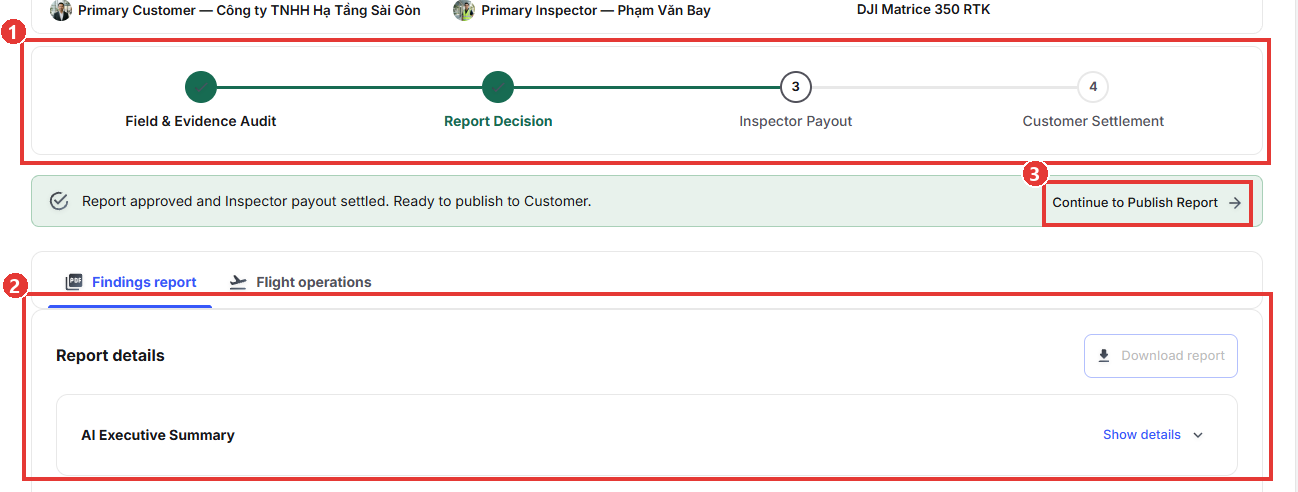 Primary Customer — Công ty TNHH Hạ Tầng Sài Gòn
Primary Inspector — Phạm Văn Bay
DJI Matrice 350 RTK
1
3
4
Field & Evidence Audit
Report Decision
Inspector Payout
Customer Settlement
3
Report approved and Inspector payout settled. Ready to publish to Customer.
Continue to Publish Report
2
PDF
Findings report
Flight operations
Report details
Download report
AI Executive Summary
Show details